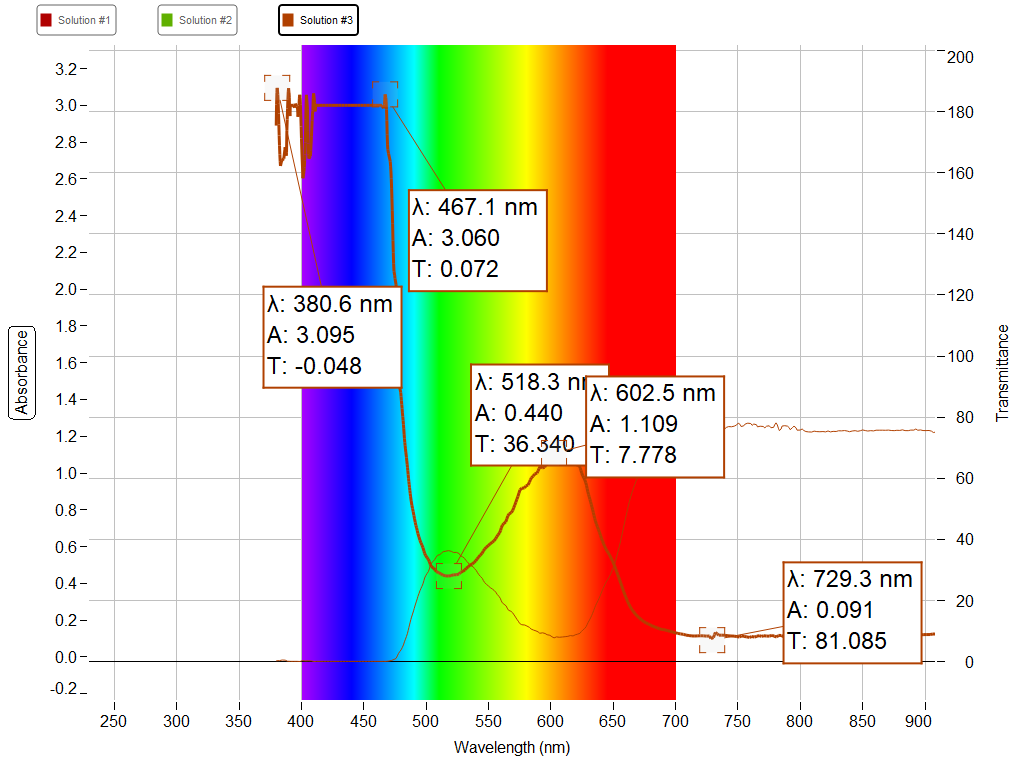 Solution #1
Solution #2
Solution #3
3.2
3.0
2.8
2.6
2.4
2.2
2.0
1.8
1.6
1.4
1.2
1.0
0.8
0.6
0.4
0.2
0.0
-0.2
Absorbance
λ: 380.6 nm
A: 3.095
T: -0.048
λ: 467.1 nm
A: 3.060
T: 0.072
λ: 518.3 n
A: 0.440
T: 36.340
λ: 602.5 nm
A: 1.109
T: 7.778
λ: 729.3 nm
A: 0.091
T: 81.085
200
180
160
140
120
100
80
60
40
20
0
Transmittance
250 300 350 400 450 500 550 600 650 700 750 800 850 900
Wavelength (nm)